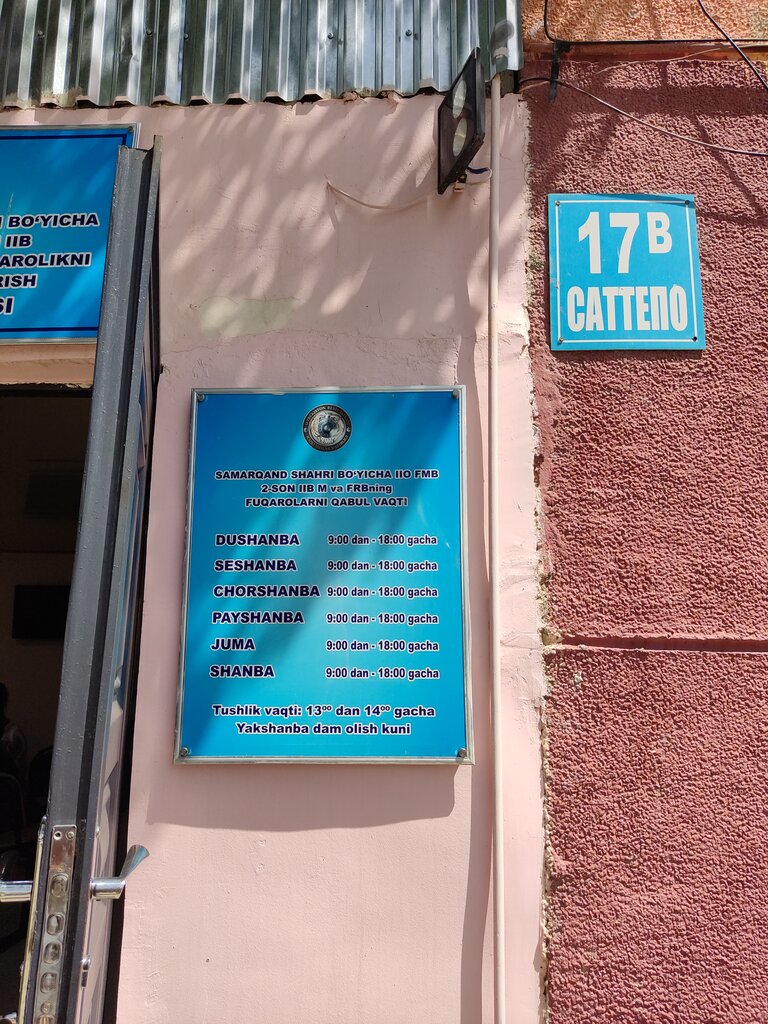 BO‘YICHA
IIB
AROLIKNI
RISH
SI
17В
САТТЕПО
SAMARQAND SHAHRI BO‘YICHA IIO FMB
2-SON IIB M va FRBning
FUQAROLARNI QABUL VAQTI
DUSHANBA 9:00 dan - 18:00 gacha
SESHANBA 9:00 dan - 18:00 gacha
CHORSHANBA 9:00 dan - 18:00 gacha
PAYSHANBA 9:00 dan - 18:00 gacha
JUMA 9:00 dan - 18:00 gacha
SHANBA 9:00 dan - 18:00 gacha
Tushlik vaqti: 13⁰⁰ dan 14⁰⁰ gacha
Yakshanba dam olish kuni